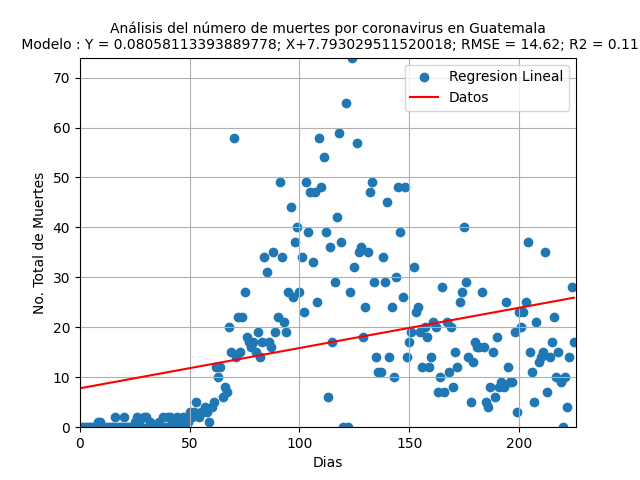 Análisis del número de muertes por coronavirus en Guatemala
Modelo : Y = 0.08058113393889778; X+7.793029511520018; RMSE = 14.62; R2 = 0.11
Regresion Lineal
Datos
No. Total de Muertes
70
60
50
40
30
20
10
0
0 50 100 150 200
Dias